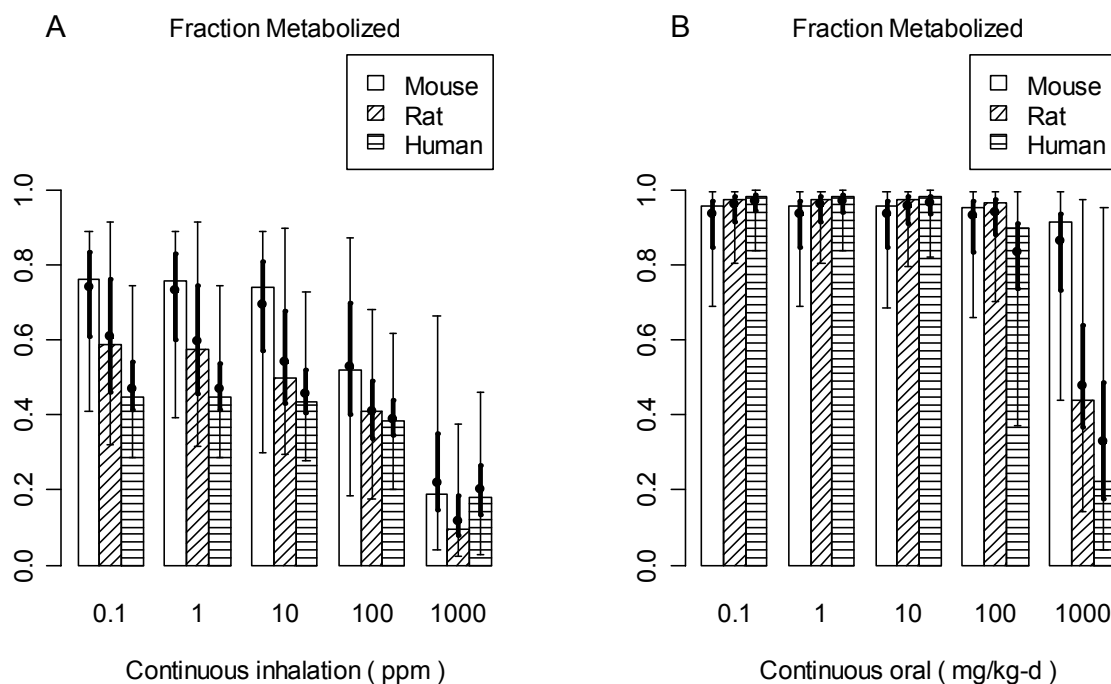 A Fraction Metabolized
Mouse
Rat
Human
1.0
0.8
0.6
0.4
0.2
0.0
0.1 1 10 100 1000
Continuous inhalation ( ppm )
B Fraction Metabolized
Mouse
Rat
Human
1.0
0.8
0.6
0.4
0.2
0.0
0.1 1 10 100 1000
Continuous oral ( mg/kg-d )